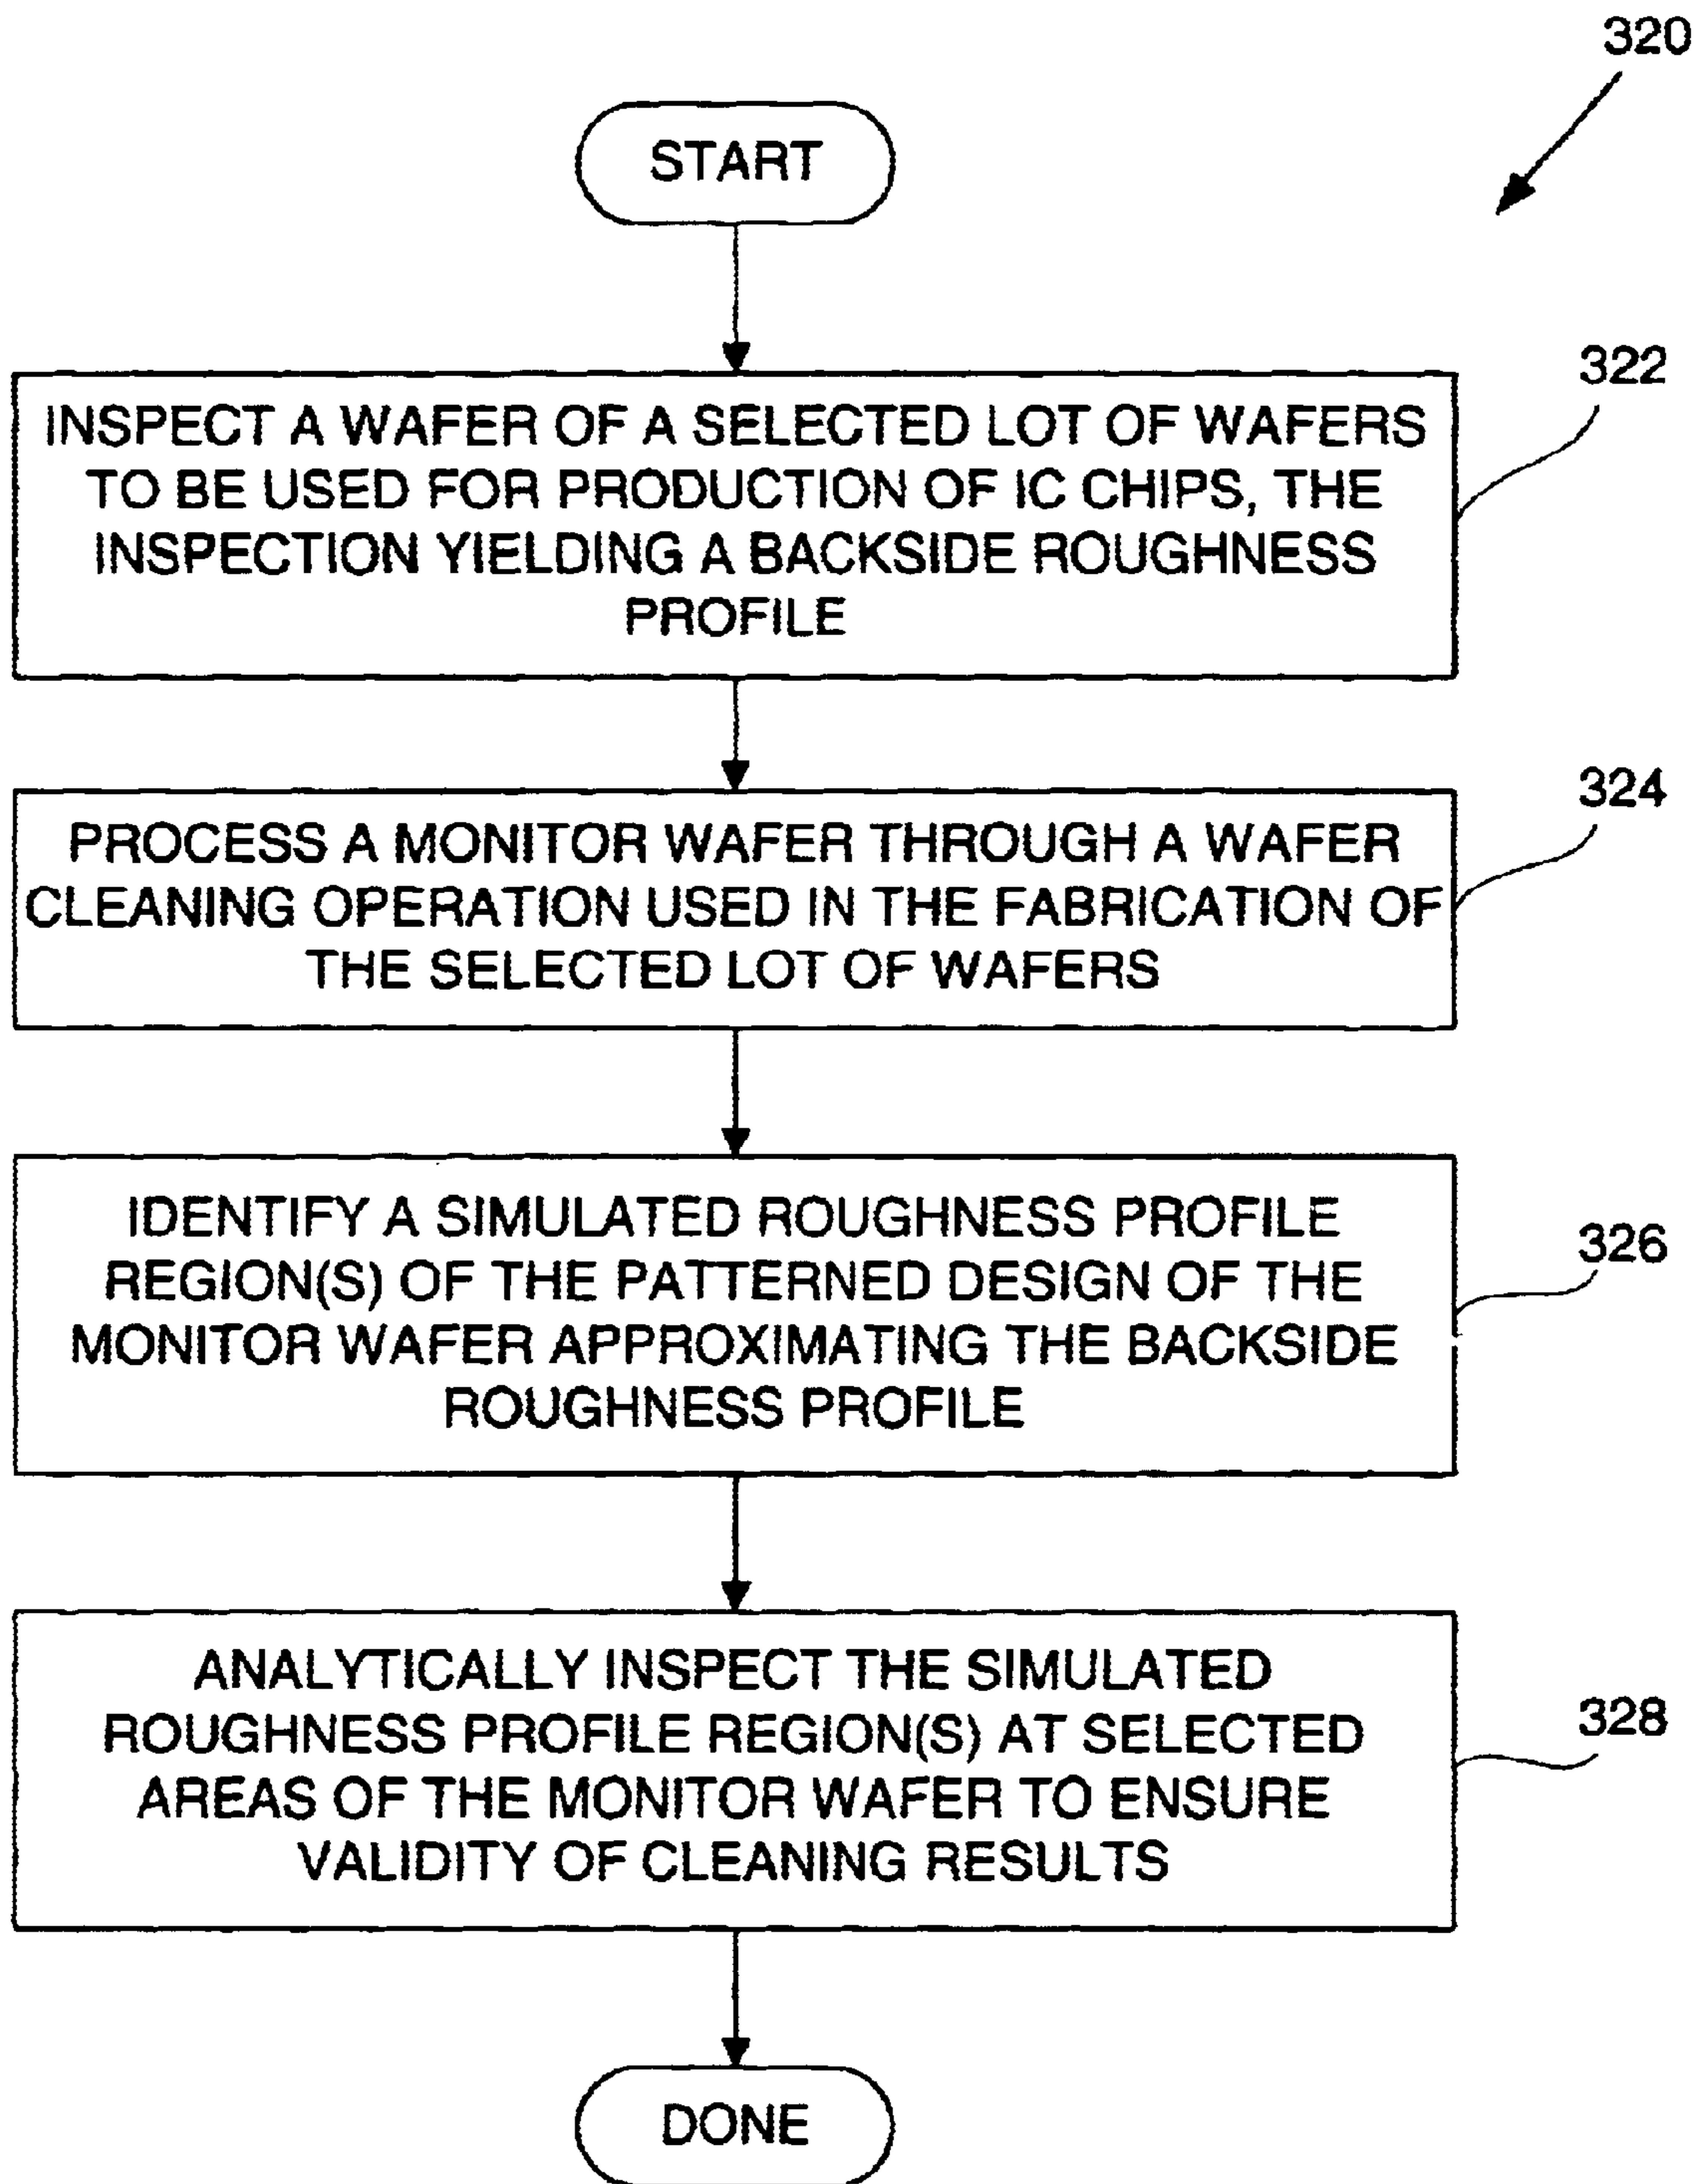 320
START
322
INSPECT A WAFER OF A SELECTED LOT OF WAFERS
TO BE USED FOR PRODUCTION OF IC CHIPS, THE
INSPECTION YIELDING A BACKSIDE ROUGHNESS
PROFILE
324
PROCESS A MONITOR WAFER THROUGH A WAFER
CLEANING OPERATION USED IN THE FABRICATION OF
THE SELECTED LOT OF WAFERS
326
IDENTIFY A SIMULATED ROUGHNESS PROFILE
REGION(S) OF THE PATTERNED DESIGN OF THE
MONITOR WAFER APPROXIMATING THE BACKSIDE
ROUGHNESS PROFILE
328
ANALYTICALLY INSPECT THE SIMULATED
ROUGHNESS PROFILE REGION(S) AT SELECTED
AREAS OF THE MONITOR WAFER TO ENSURE
VALIDITY OF CLEANING RESULTS
DONE